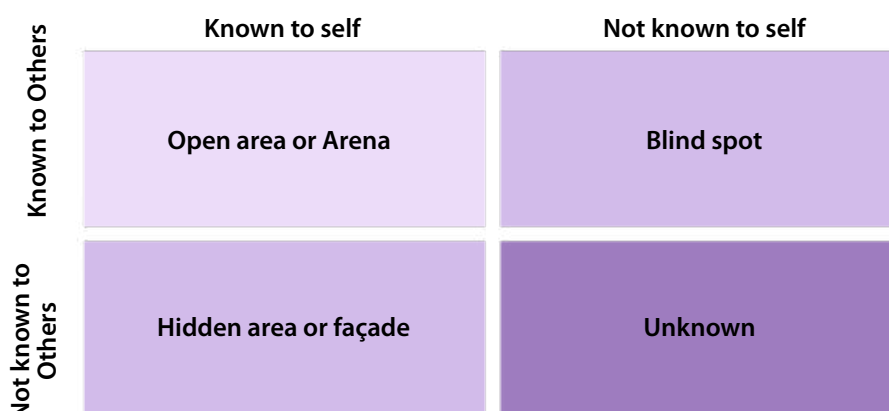 Known to self
Not known to self
Known to Others
Open area or Arena
Blind spot
Not known to
Others
Hidden area or façade
Unknown